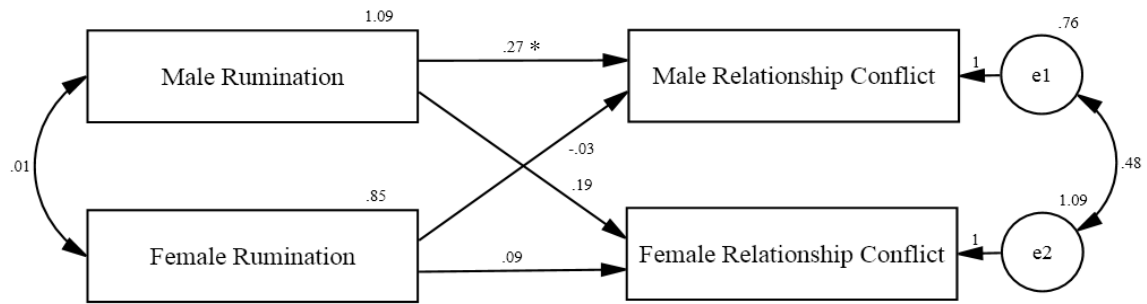 1.09
.76
.27 *
Male Rumination
Male Relationship Conflict
1
e1
-.03
.01
.48
.19
.85
1.09
Female Rumination
Female Relationship Conflict
1
e2
.09